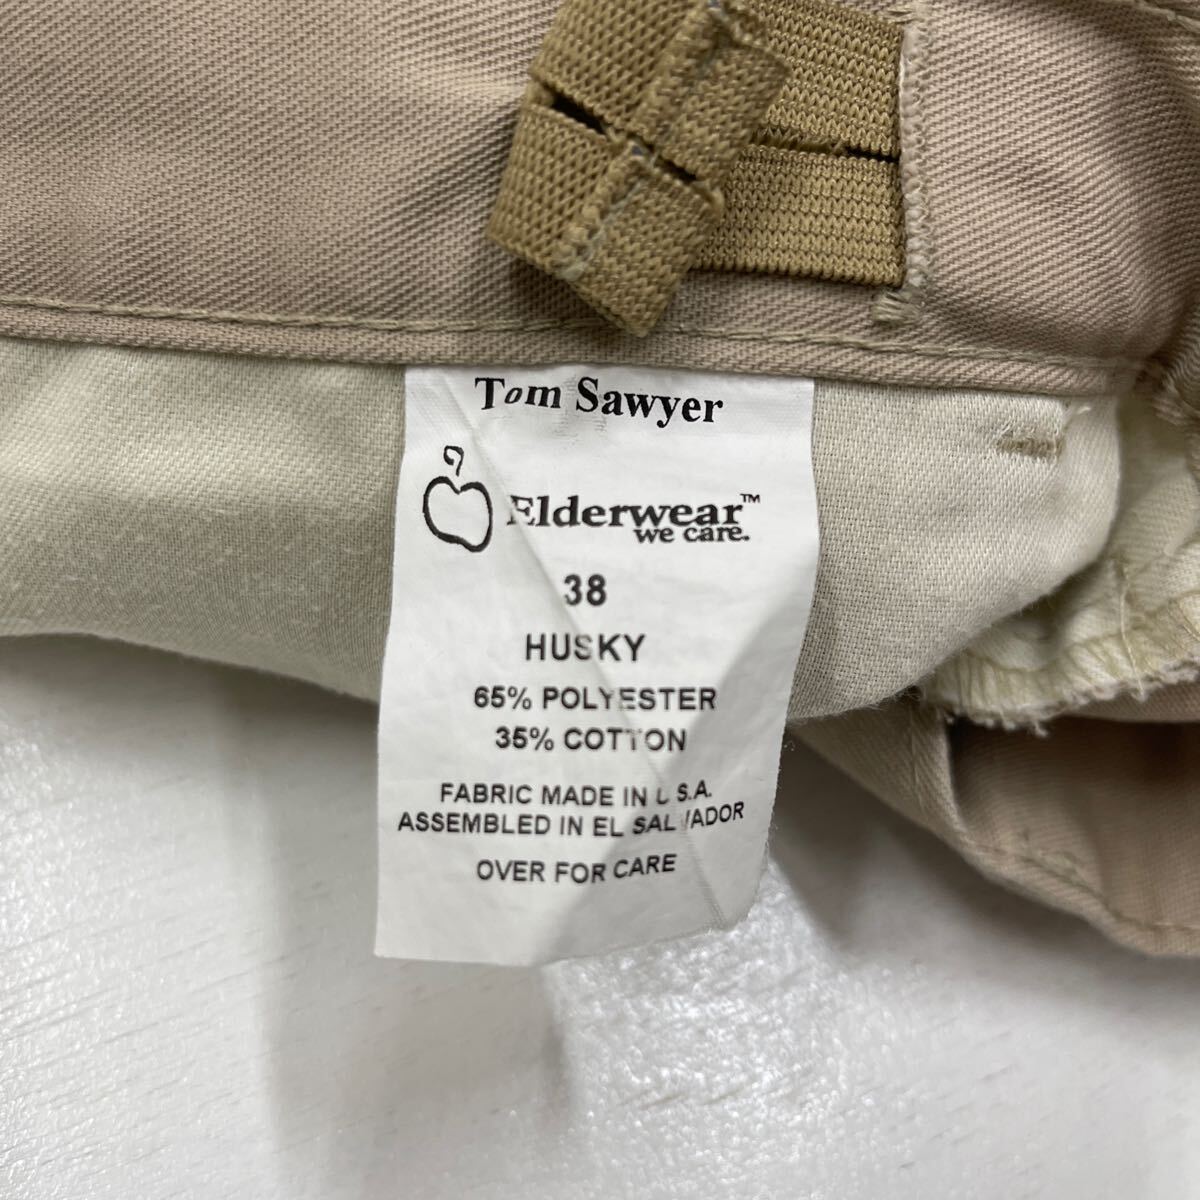 Tom Sawyer
Elderwear™
we care.
38
HUSKY
65% POLYESTER
35% COTTON
FABRIC MADE IN U.S.A.
ASSEMBLED IN EL SALVADOR
OVER FOR CARE